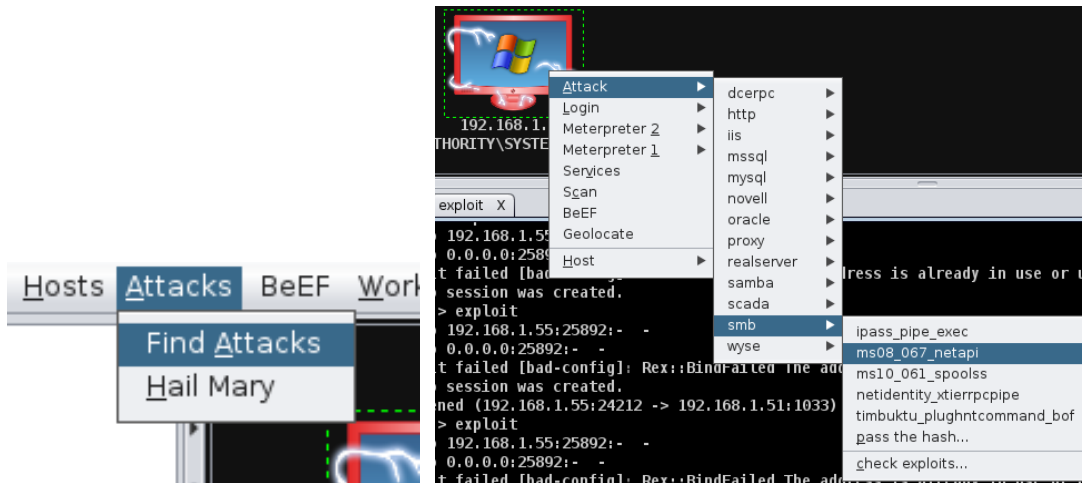 Hosts Attacks BeEF Work
Find Attacks
Hail Mary
192.168.1.
THORITY\SYSTE
Attack
Login
Meterpreter 2
Meterpreter 1
Services
Scan
BeEF
Geolocate
Host
dcerpc
http
iis
mssql
mysql
novell
oracle
proxy
realserver
samba
scada
smb
wyse
ipass_pipe_exec
ms08_067_netapi
ms10_061_spoolss
netidentity_xtierrpcpipe
timbuktu_plughntcommand_bof
pass the hash...
check exploits...
exploit X
192.168.1.55
0.0.0.0:2589
t failed [bad-config] dress is already in use or u
session was created.
> exploit
192.168.1.55:25892:- -
0.0.0.0:25892:- -
t failed [bad-config]: Rex::BindFailed The add
session was created.
ned (192.168.1.55:24212 -> 192.168.1.51:1033)
> exploit
192.168.1.55:25892:- -
0.0.0.0:25892:- -
t failed [bad-config]: Rex::BindFailed The